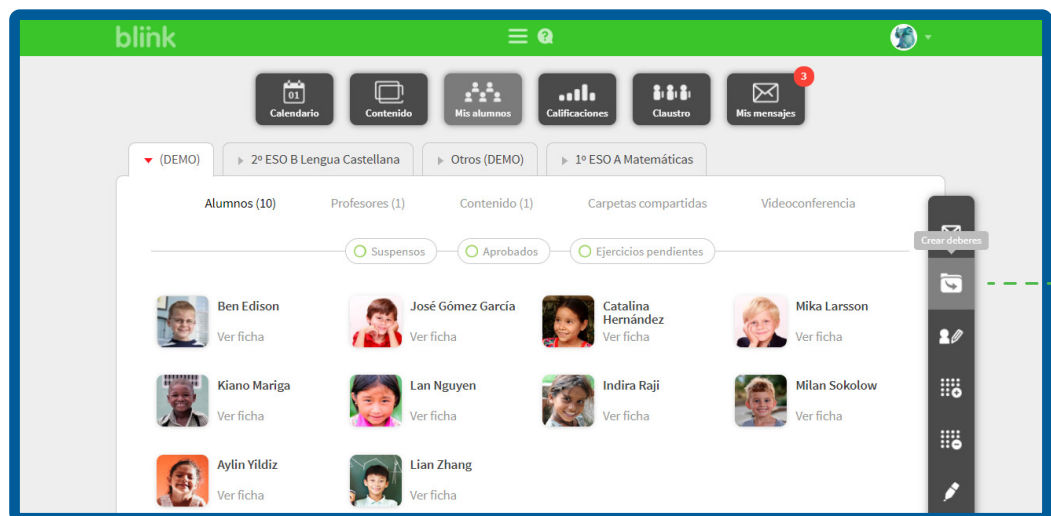 blink
01
Calendario
Contenido
Mis alumnos
Calificaciones
Claustro
3
Mis mensajes
(DEMO)
2º ESO B Lengua Castellana
Otros (DEMO)
1º ESO A Matemáticas
Alumnos (10)
Profesores (1)
Contenido (1)
Carpetas compartidas
Videoconferencia
Crear deberes
Suspensos
Aprobados
Ejercicios pendientes
Ben Edison
Ver ficha
José Gómez García
Ver ficha
Catalina
Hernández
Ver ficha
Mika Larsson
Ver ficha
Kiano Mariga
Ver ficha
Lan Nguyen
Ver ficha
Indira Raji
Ver ficha
Milan Sokolow
Ver ficha
Aylin Yildiz
Ver ficha
Lian Zhang
Ver ficha